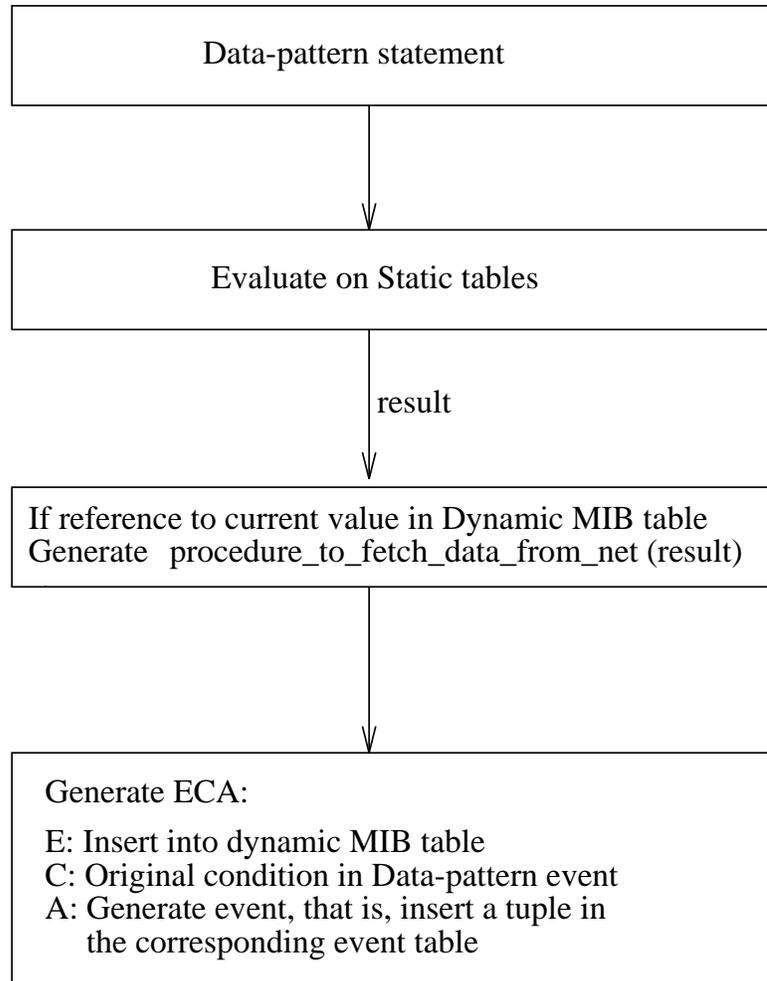 Data-pattern statement
Evaluate on Static tables
result
If reference to current value in Dynamic MIB table
Generate procedure_to_fetch_data_from_net (result)
Generate ECA:
E: Insert into dynamic MIB table
C: Original condition in Data-pattern event
A: Generate event, that is, insert a tuple in
the corresponding event table